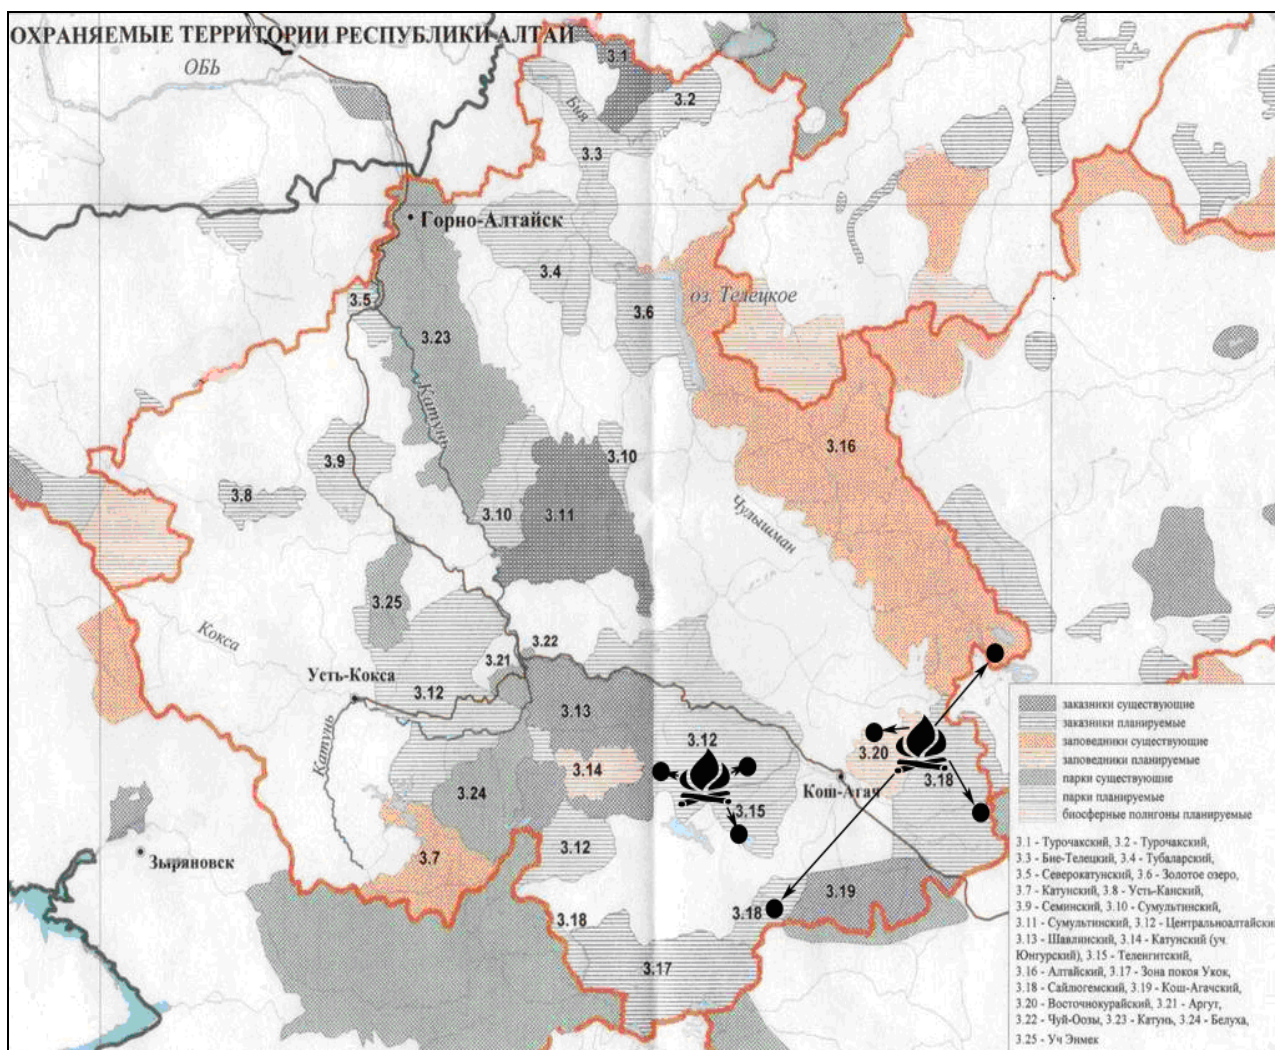 ОХРАНЯЕМЫЕ ТЕРРИТОРИИ РЕСПУБЛИКИ АЛТАЙ
ОБЬ
3.1
3.2
Бия
3.3
Горно-Алтайск
3.4
3.5
3.6
оз. Телецкое
3.23
Катунь
3.16
3.9
3.10
3.8
3.10
3.11
Чулышман
3.25
Кокса
3.22
3.21
Усть-Кокса
3.12
3.13
3.12
Катунь
3.14
3.20
3.18
Кош-Агач
3.24
3.15
3.7
3.12
Зыряновск
3.19
3.18
3.18
3.17
заказники существующие
заказники планируемые
заповедники существующие
заповедники планируемые
парки существующие
парки планируемые
биосферные полигоны планируемые
3.1 - Турочакский, 3.2 - Турочакский,
3.3 - Бие-Телецкий, 3.4 - Тубаларский,
3.5 - Северокатунский, 3.6 - Золотое озеро,
3.7 - Катунский, 3.8 - Усть-Канский,
3.9 - Семинский, 3.10 - Сумультинский,
3.11 - Сумультинский, 3.12 - Центральноалтайский
3.13 - Шавлинский, 3.14 - Катунский (уч.
Юнгурский), 3.15 - Теленгитский,
3.16 - Алтайский, 3.17 - Зона покоя Укок,
3.18 - Сайлюгемский, 3.19 - Кош-Агачский,
3.20 - Восточнокурайский, 3.21 - Аргут,
3.22 - Чуй-Оозы, 3.23 - Катунь, 3.24 - Белуха,
3.25 - Уч Энмек